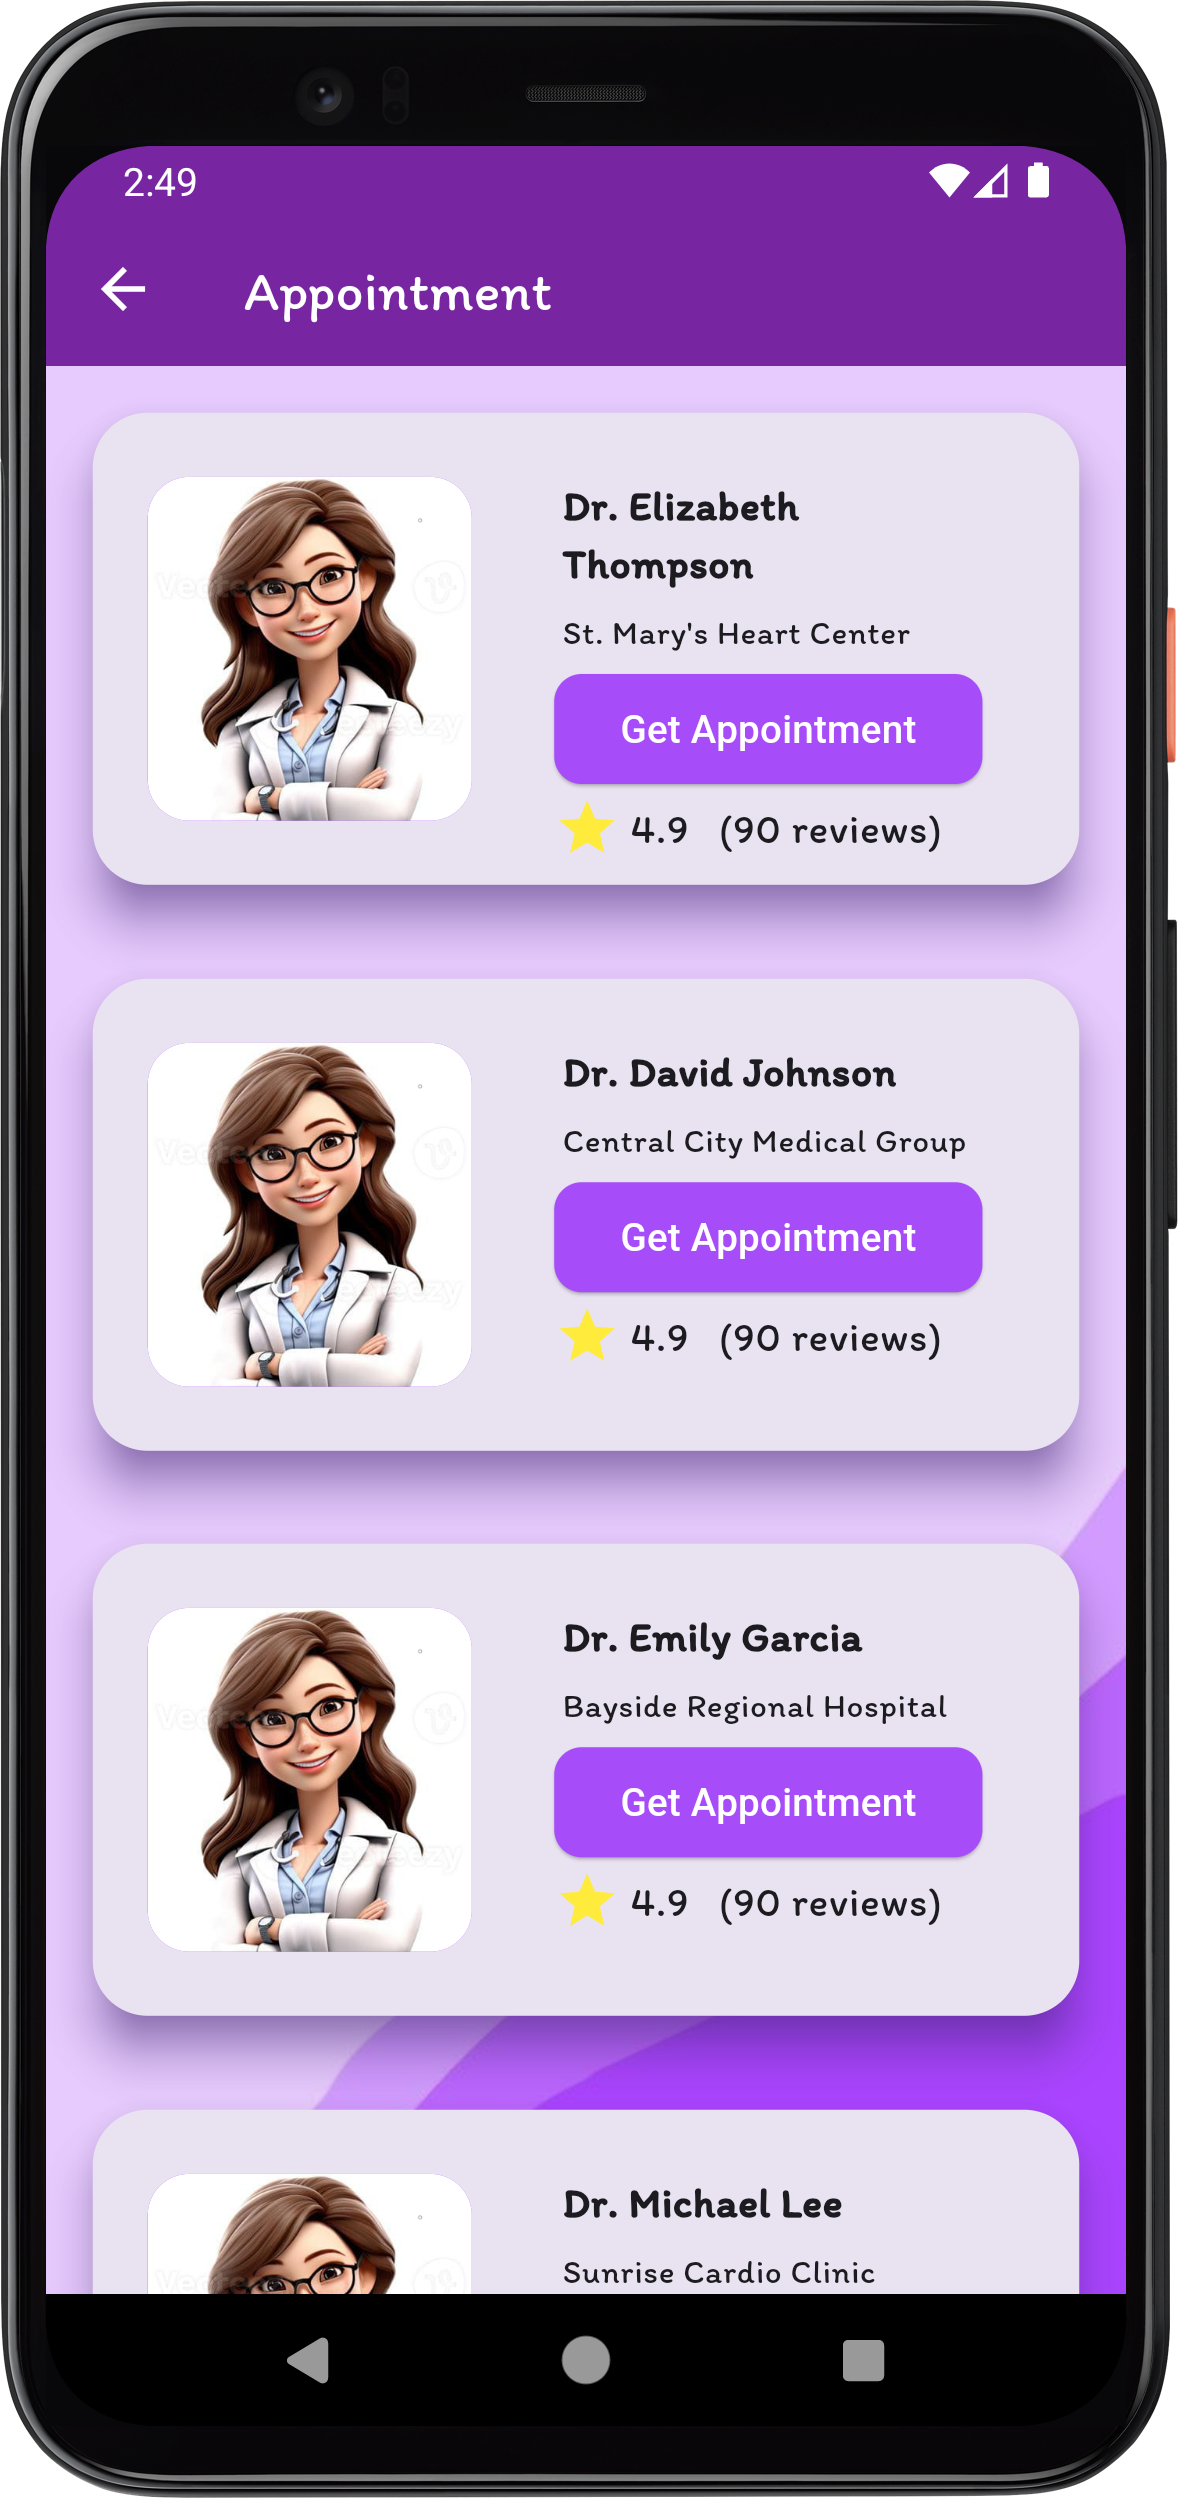 2:49
Appointment
Dr. Elizabeth
Thompson
St. Mary's Heart Center
Get Appointment
4.9 (90 reviews)
Dr. David Johnson
Central City Medical Group
Get Appointment
4.9 (90 reviews)
Dr. Emily Garcia
Bayside Regional Hospital
Get Appointment
4.9 (90 reviews)
Dr. Michael Lee
Sunrise Cardio Clinic